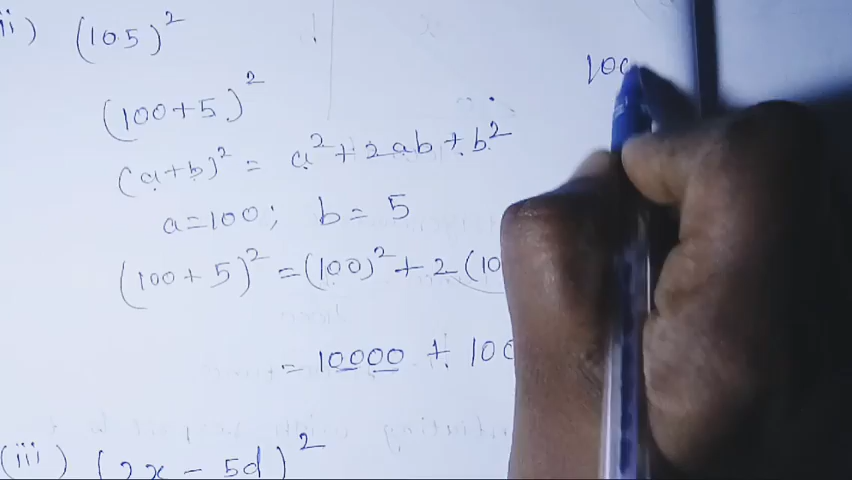 ii) (105)²
(100+5)²
(a+b)² = a² + 2ab + b²
a=100; b = 5
(100 + 5)² = (100)² + 2 (10
= 10000 + 100
(iii) (2x - 5d)²